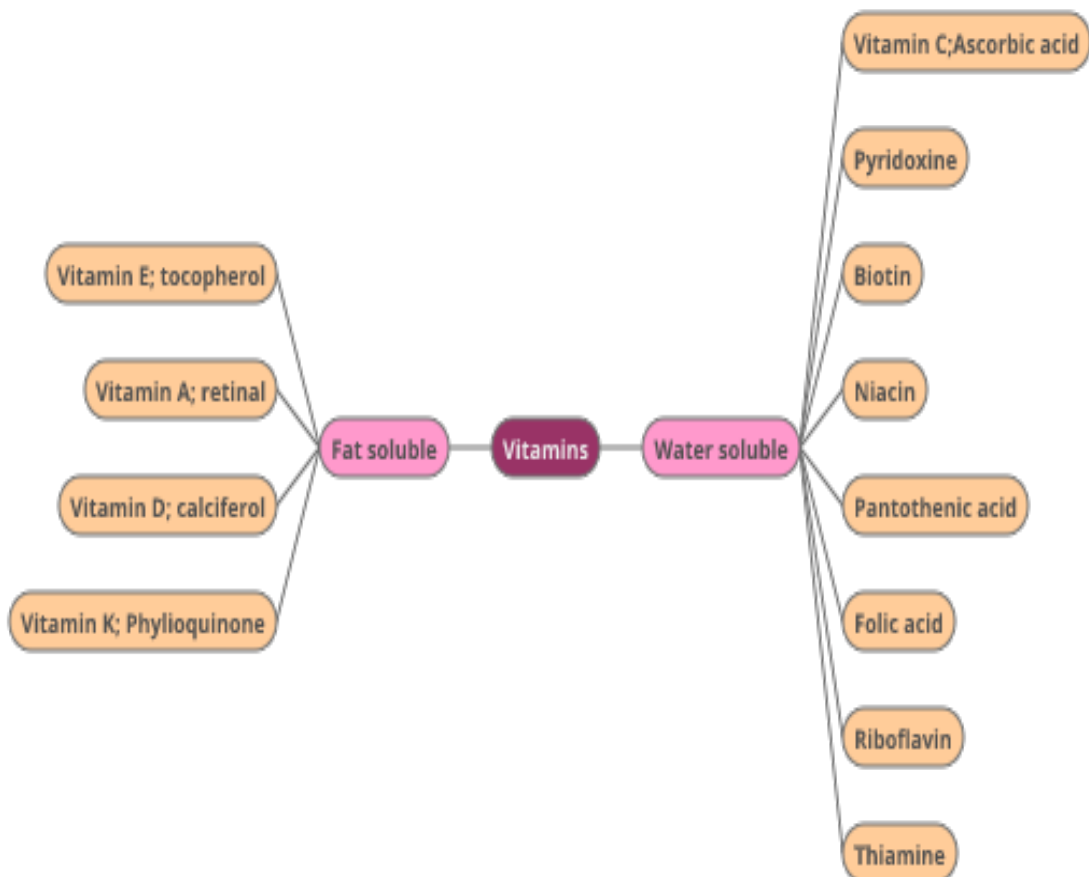 Vitamin C;Ascorbic acid
Pyridoxine
Vitamin E; tocopherol
Biotin
Vitamin A; retinal
Niacin
Fat soluble
Vitamins
Water soluble
Vitamin D; calciferol
Pantothenic acid
Vitamin K; Phylioquinone
Folic acid
Riboflavin
Thiamine